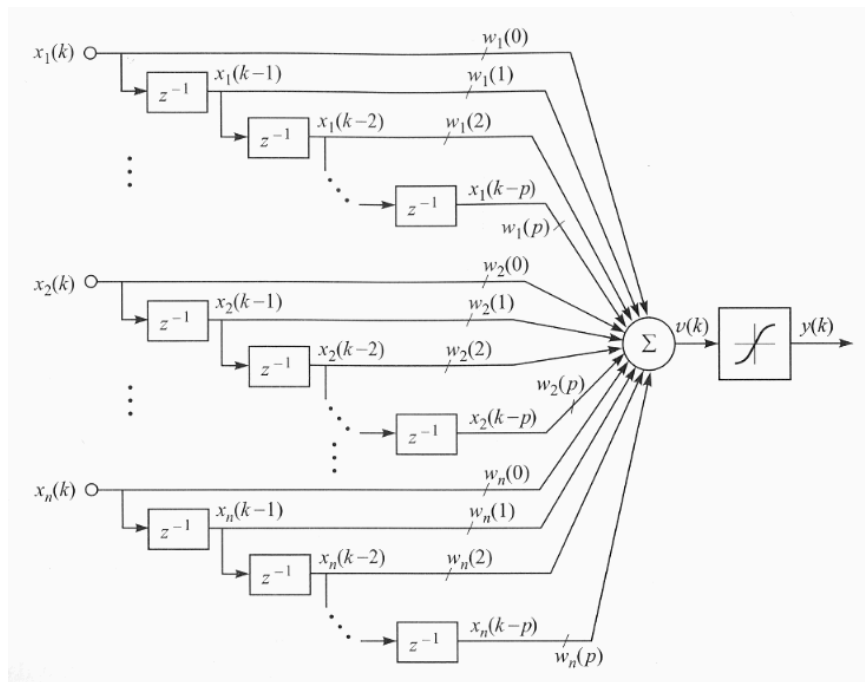 x₁(k) w₁(0)
z⁻¹ x₁(k−1) w₁(1)
z⁻¹ x₁(k−2) w₁(2)
z⁻¹ x₁(k−p)
w₁(p)
x₂(k) w₂(0)
z⁻¹ x₂(k−1) w₂(1)
z⁻¹ x₂(k−2) w₂(2)
Σ v(k) y(k)
w₂(p)
z⁻¹ x₂(k−p)
xₙ(k) wₙ(0)
z⁻¹ xₙ(k−1) wₙ(1)
z⁻¹ xₙ(k−2) wₙ(2)
z⁻¹ xₙ(k−p)
wₙ(p)